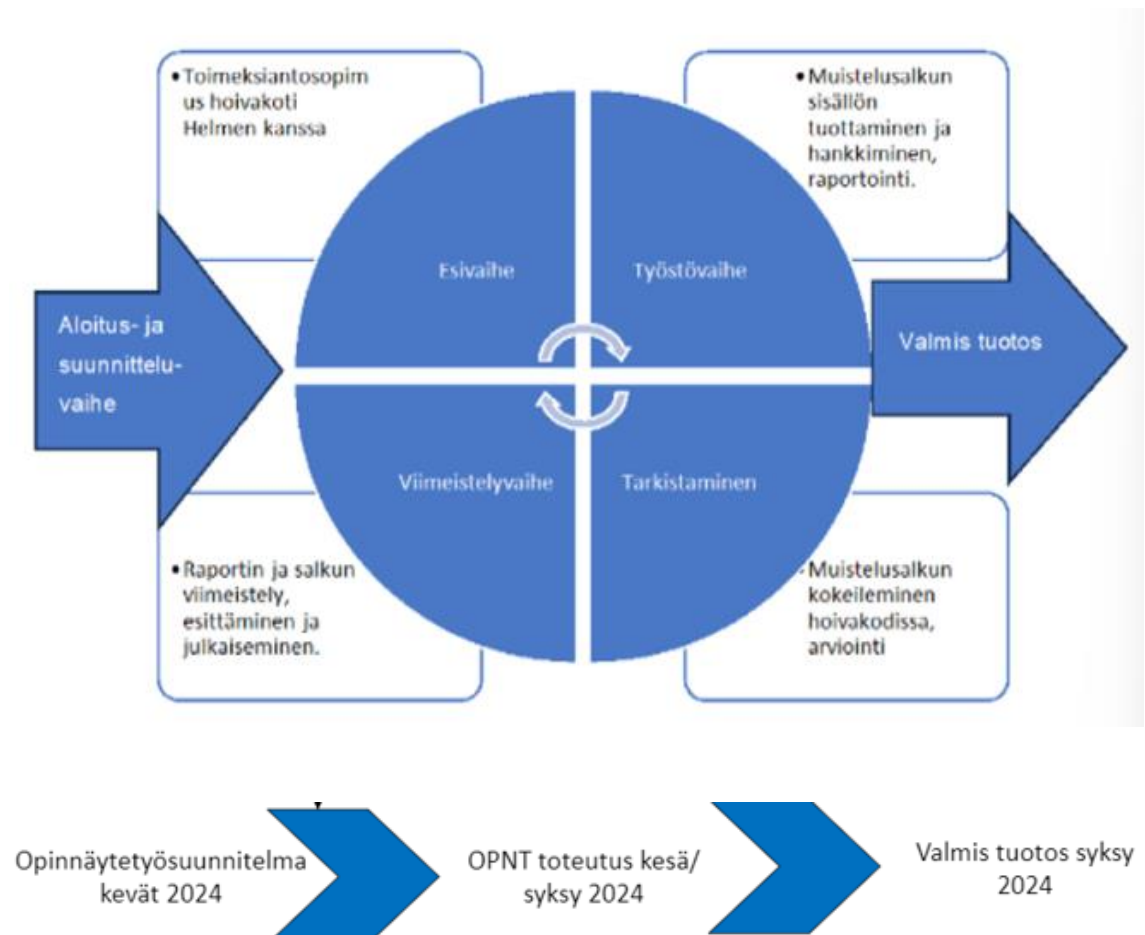 •Toimeksiantosopim
us hoivakoti
Helmen kanssa
•Muistelusalkun
sisällön
tuottaminen ja
hankkiminen,
raportointi.
Esivaihe
Työstövaihe
Aloitus- ja
suunnittelu-
vaihe
Valmis tuotos
Viimeistelyvaihe
Tarkistaminen
•Raportin ja salkun
viimeistely,
esittäminen ja
julkaiseminen.
•Muistelusalkun
kokeileminen
hoivakodissa,
arviointi
Opinnäytetyösuunnitelma
kevät 2024
OPNT toteutus kesä/
syksy 2024
Valmis tuotos syksy
2024